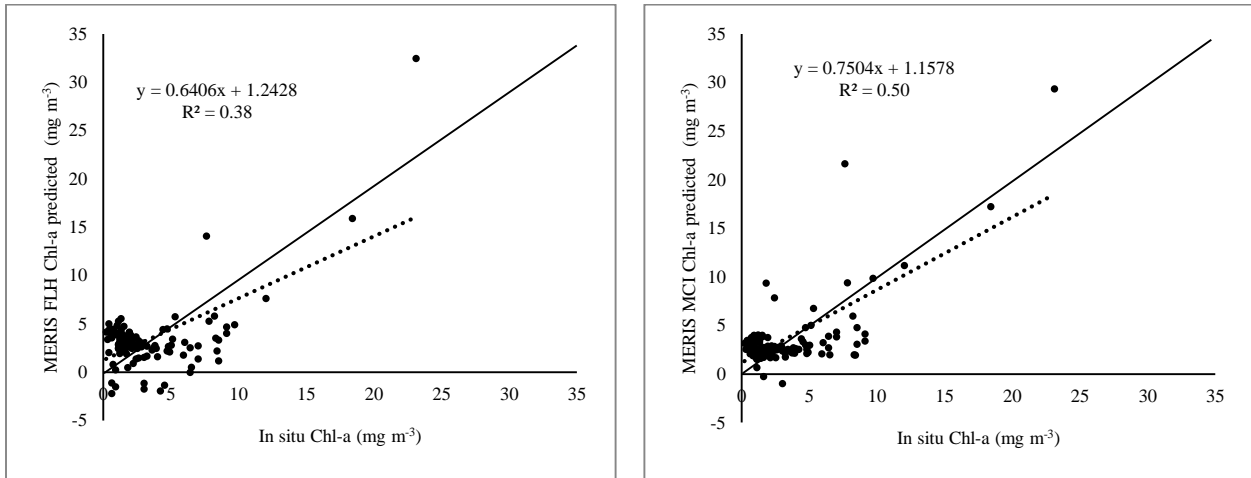 MERIS FLH Chl-a predicted (mg m-3)
35
30
25
20
15
10
5
0
-5
y = 0.6406x + 1.2428
R² = 0.38
0 5 10 15 20 25 30 35
In situ Chl-a (mg m-3)
MERIS MCI Chl-a predicted (mg m-3)
35
30
25
20
15
10
5
0
-5
y = 0.7504x + 1.1578
R² = 0.50
0 5 10 15 20 25 30 35
In situ Chl-a (mg m-3)